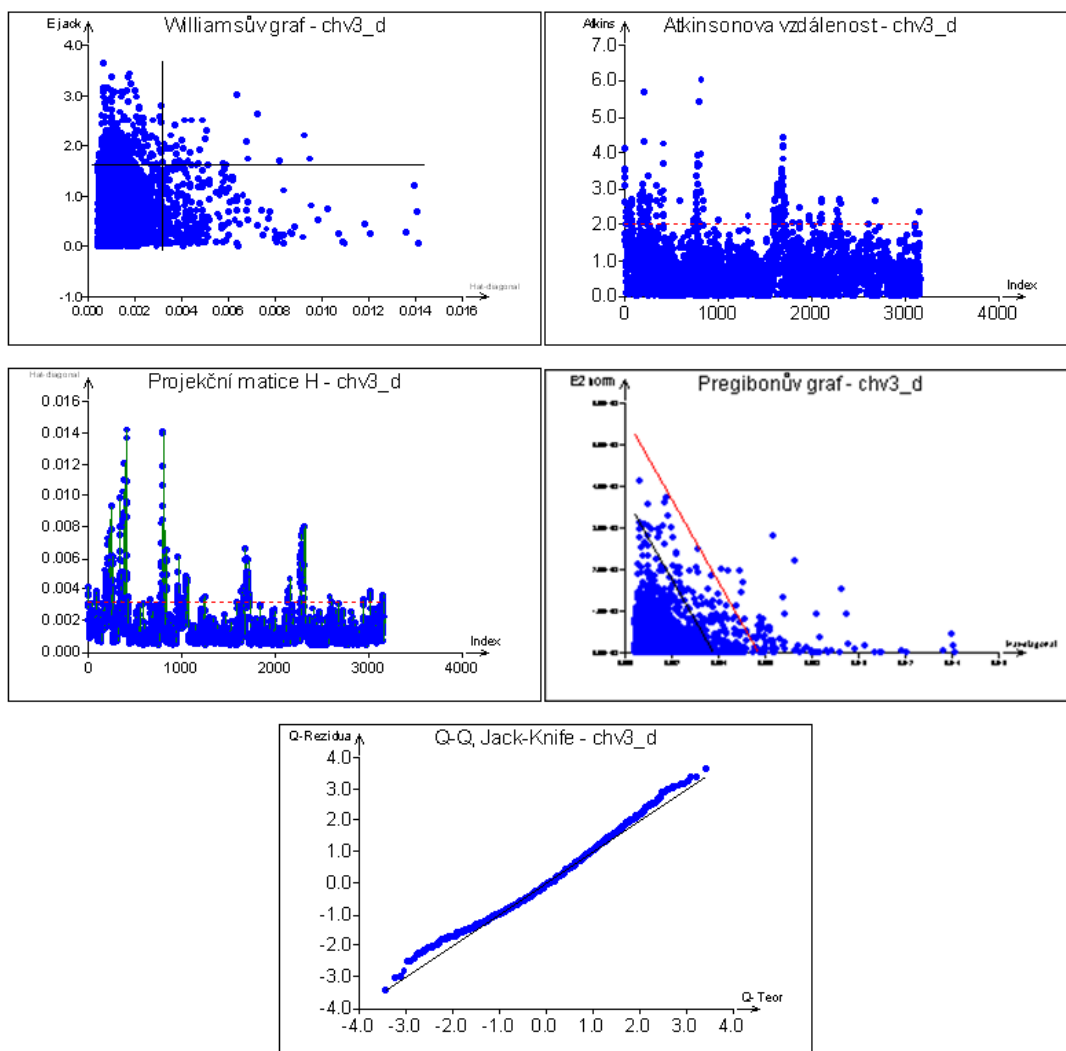 E jack
Williamsův graf - chv3_d
4.0
3.0
2.0
1.0
0.0
-1.0
0.000 0.002 0.004 0.006 0.008 0.010 0.012 0.014 0.016
Hat-diagonal
Atkins
Atkinsonova vzdálenost - chv3_d
7.0
6.0
5.0
4.0
3.0
2.0
1.0
0.0
0 1000 2000 3000 4000
Index
Hat-diagonal
Projekční matice H - chv3_d
0.016
0.014
0.012
0.010
0.008
0.006
0.004
0.002
0.000
0 1000 2000 3000 4000
Index
E2 norm
Pregibonův graf - chv3_d
Q-Rezidua
Q-Q, Jack-Knife - chv3_d
4.0
3.0
2.0
1.0
0.0
-1.0
-2.0
-3.0
-4.0
-4.0 -3.0 -2.0 -1.0 0.0 1.0 2.0 3.0 4.0
Q-Teor